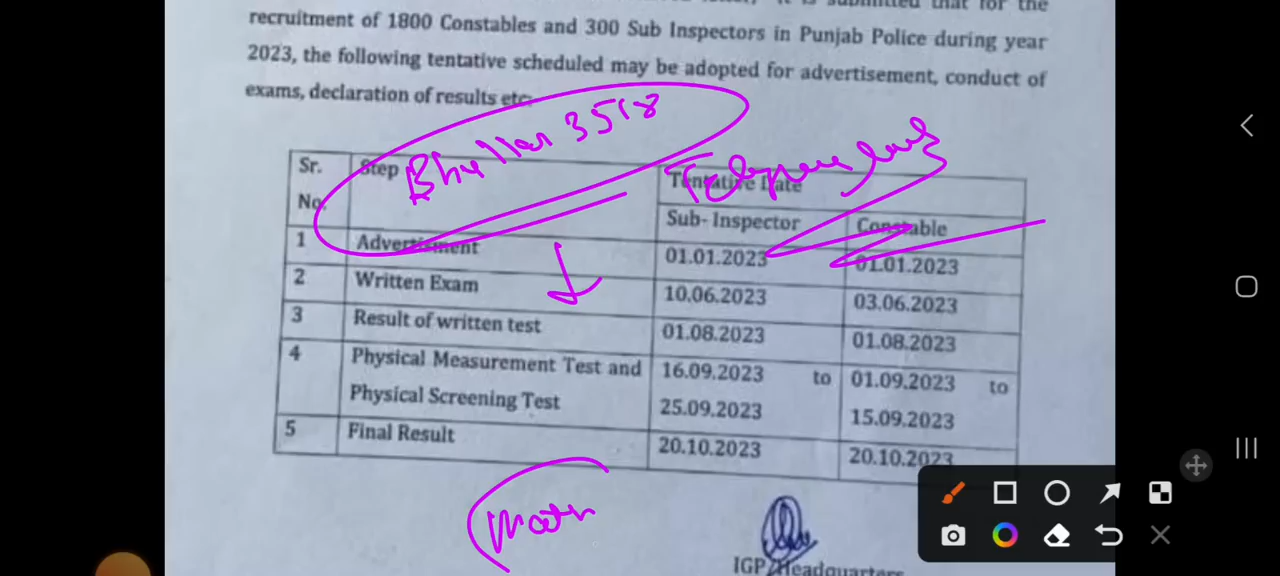 recruitment of 1800 Constables and 300 Sub Inspectors in Punjab Police during year
2023, the following tentative scheduled may be adopted for advertisement, conduct of
exams, declaration of results etc
Bhullar 3518
Sr. No. Step Tentative Date
Sub- Inspector Constable
1 Advertisment 01.01.2023 01.01.2023
2 Written Exam 10.06.2023 03.06.2023
3 Result of written test 01.08.2023 01.08.2023
4 Physical Measurement Test and 16.09.2023 to 01.09.2023 to
Physical Screening Test 25.09.2023 15.09.2023
5 Final Result 20.10.2023 20.10.2023
Math
IGP/Headquarters